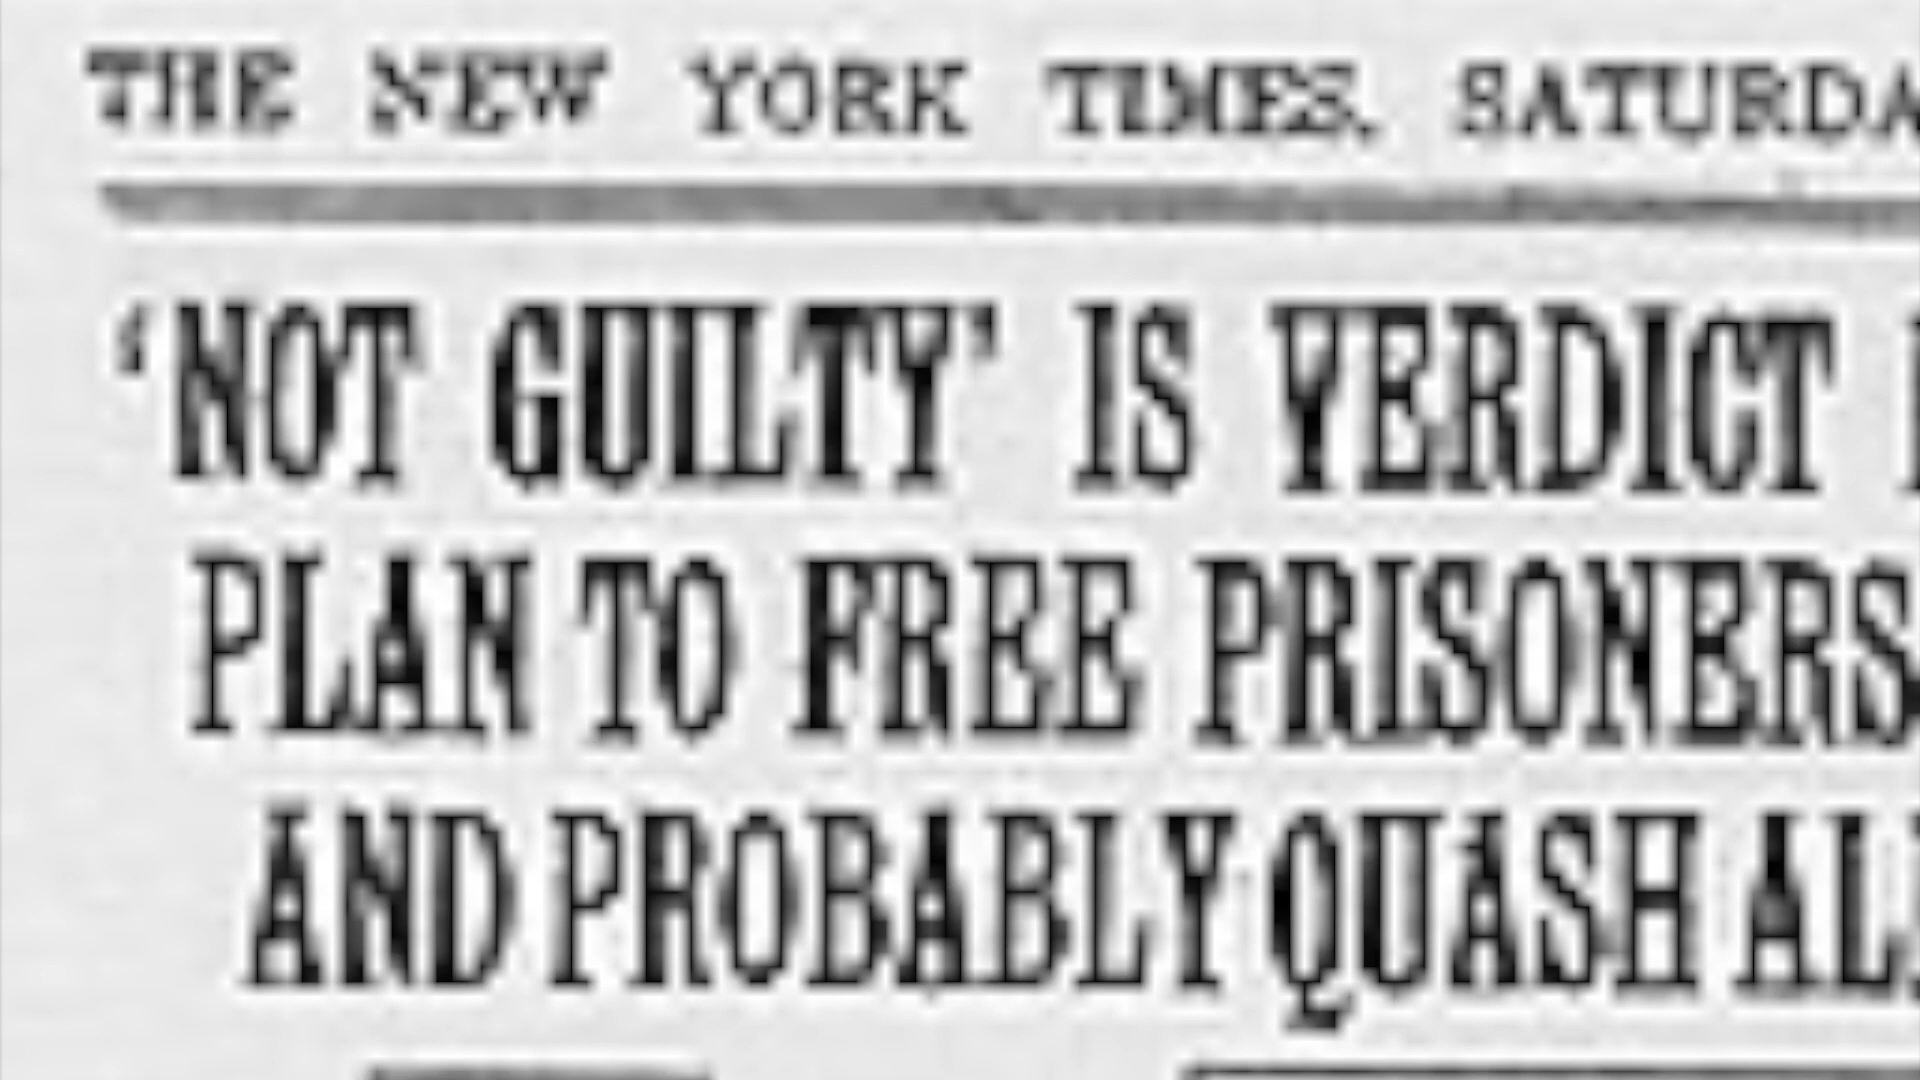 THE NEW YORK TIMES, SATURDA
‘NOT GUILTY’ IS VERDICT
PLAN TO FREE PRISONERS
AND PROBABLY QUASH AL